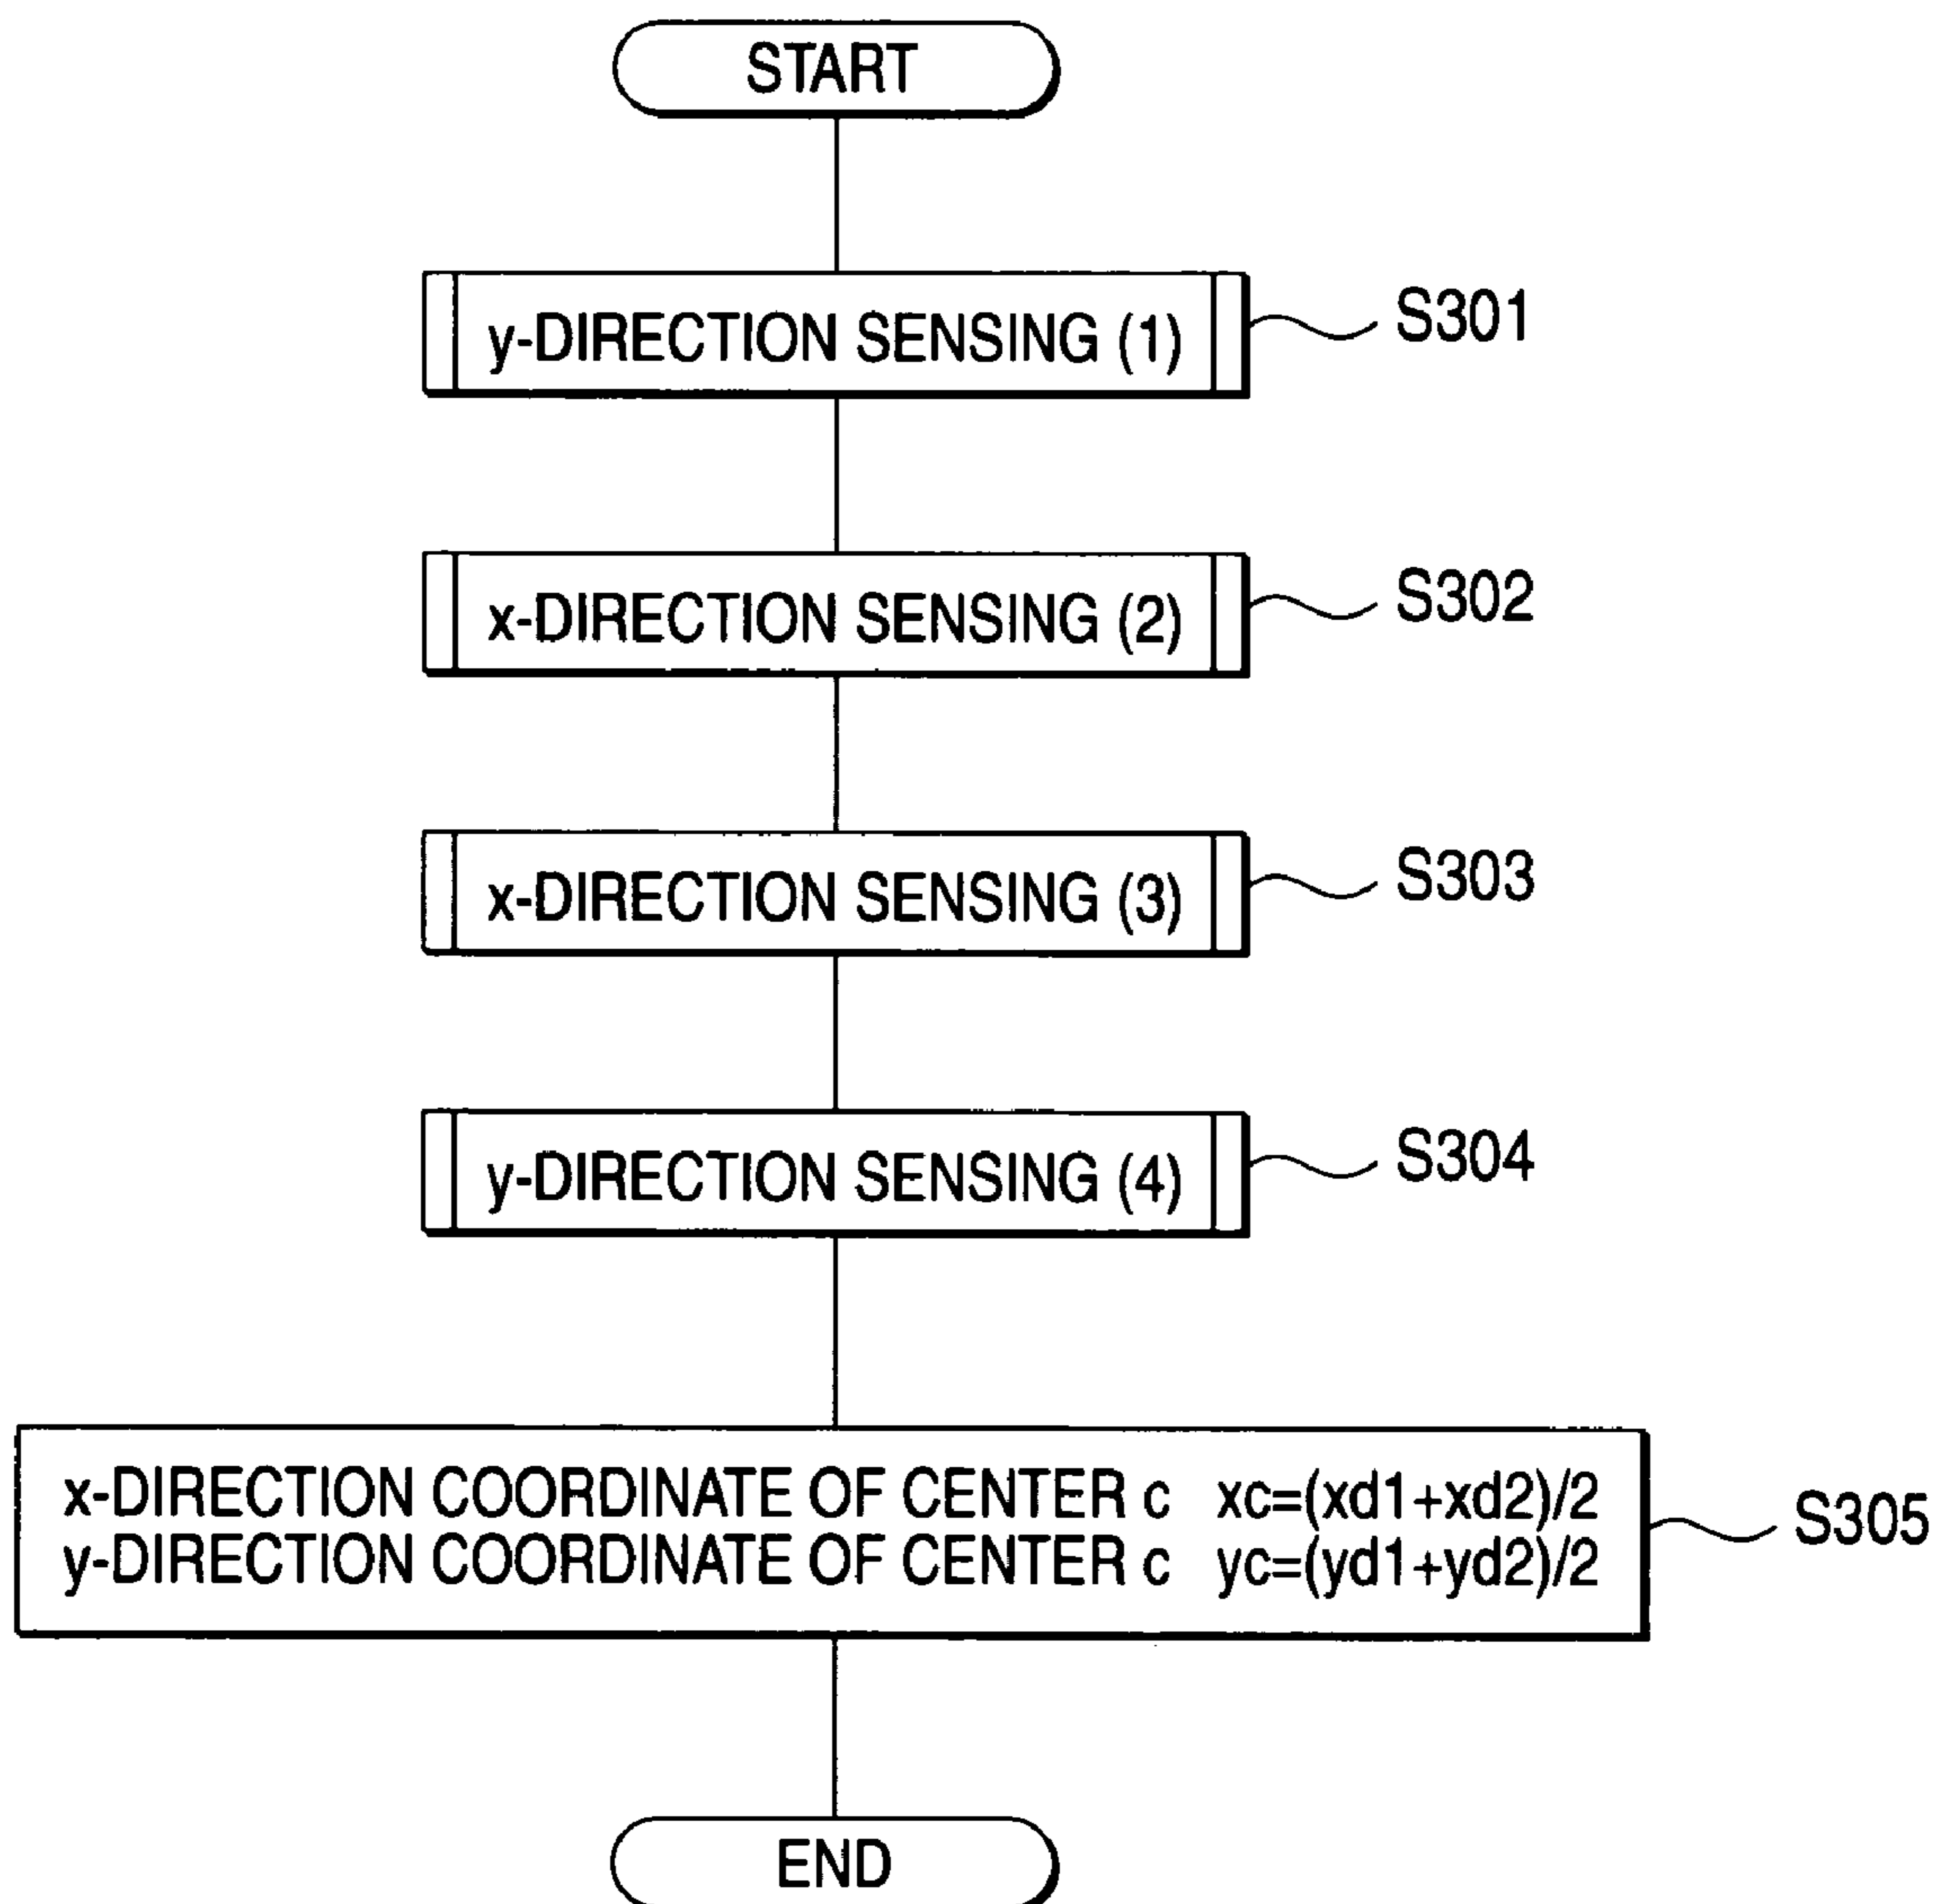 START
y-DIRECTION SENSING (1)
S301
x-DIRECTION SENSING (2)
S302
x-DIRECTION SENSING (3)
S303
y-DIRECTION SENSING (4)
S304
x-DIRECTION COORDINATE OF CENTER c xc=(xd1+xd2)/2
y-DIRECTION COORDINATE OF CENTER c yc=(yd1+yd2)/2
S305
END